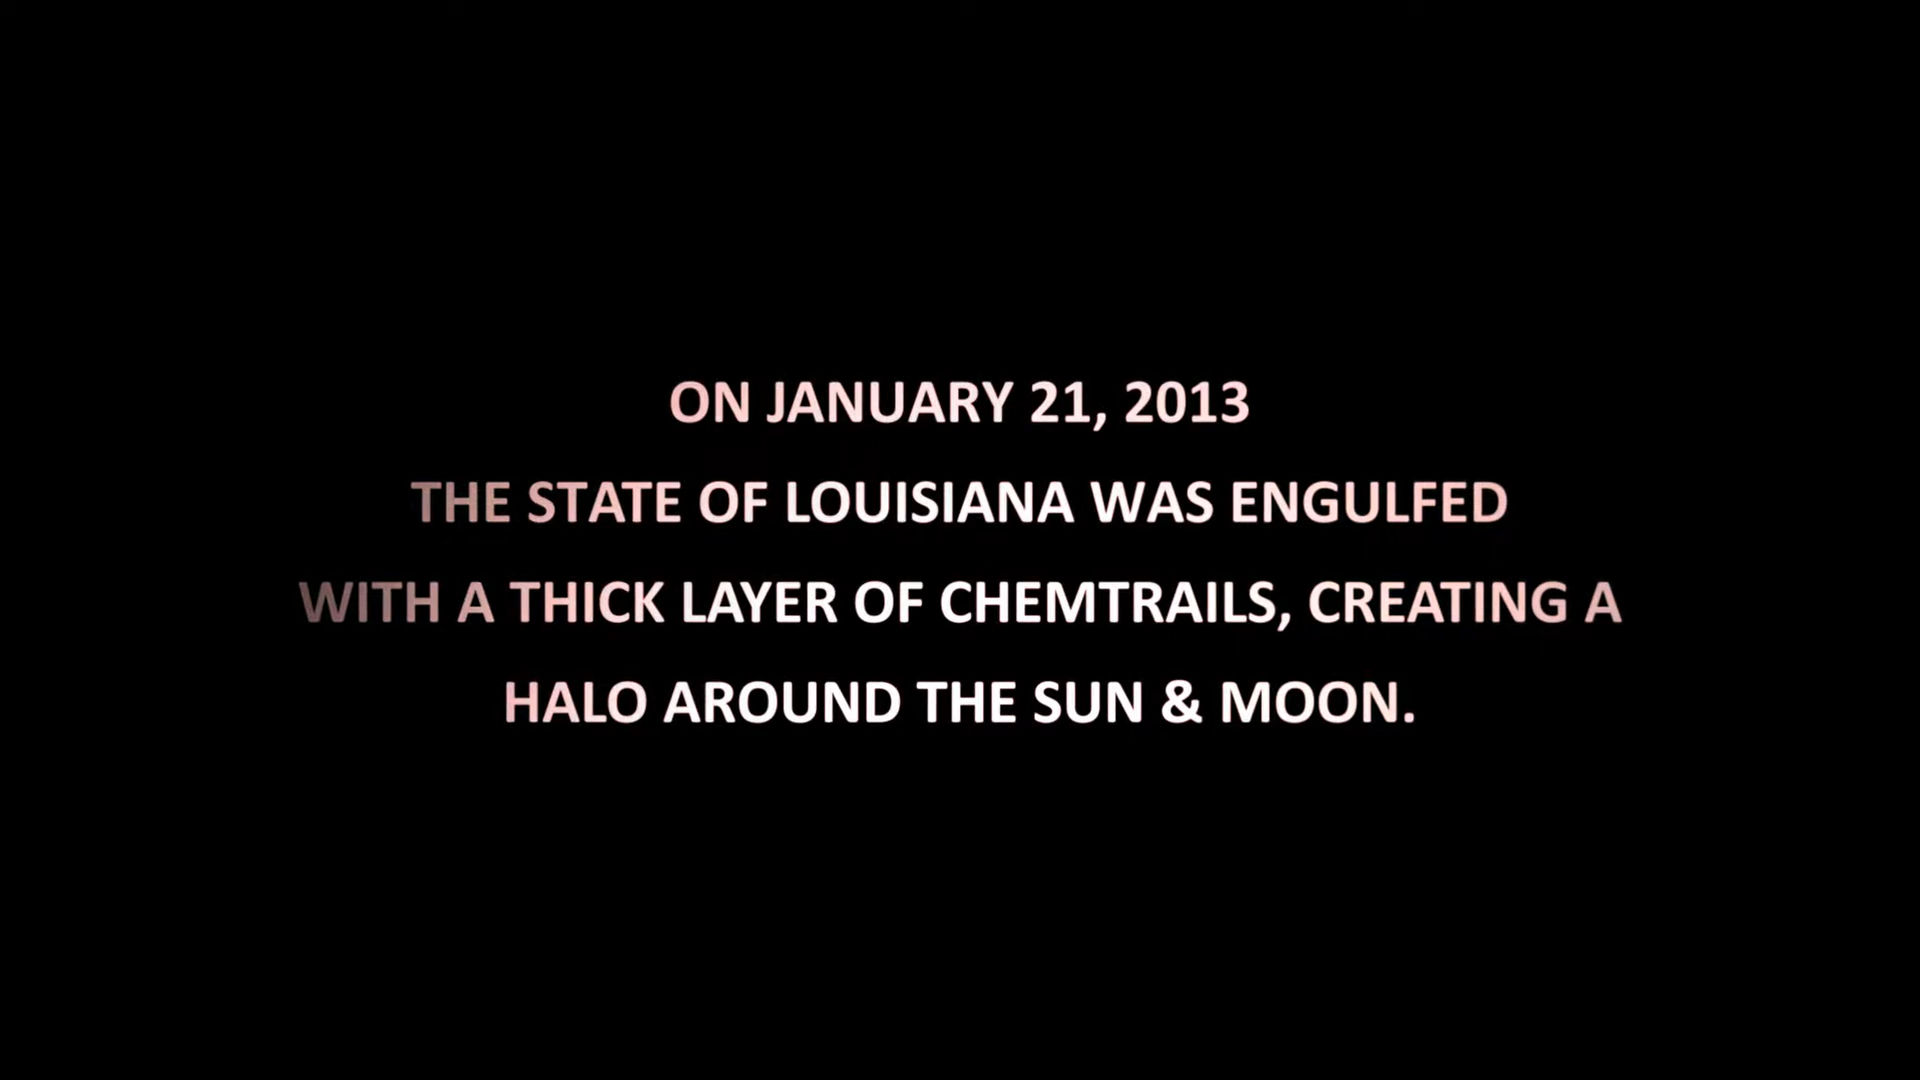 ON JANUARY 21, 2013
THE STATE OF LOUISIANA WAS ENGULFED
WITH A THICK LAYER OF CHEMTRAILS, CREATING A
HALO AROUND THE SUN & MOON.